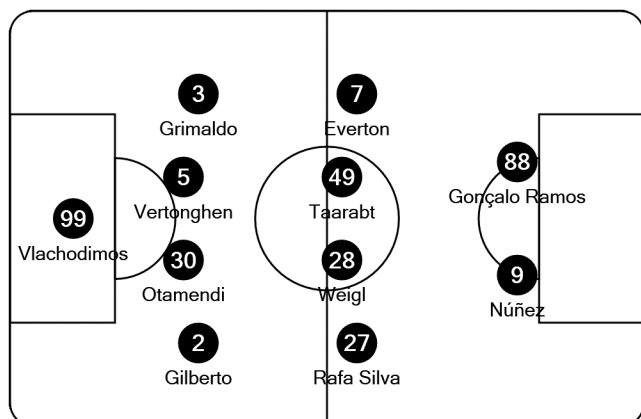 3
Grimaldo
7
Everton
5
Vertonghen
49
Taarabt
88
Gonçalo Ramos
99
Vlachodimos
30
Otamendi
28
Weigl
9
Núñez
2
Gilberto
27
Rafa Silva